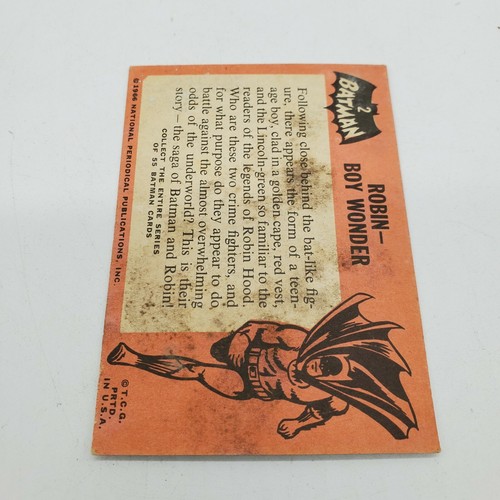 2
BATMAN
ROBIN—
BOY WONDER
Following close behind the bat-like fig-
ure, there appears the form of a teen-
age boy, clad in a golden cape, red vest,
and the Lincoln-green so familiar to the
readers of the legends of Robin Hood.
Who are these two crime fighters, and
for what purpose do they appear to do
battle against the almost overwhelming
odds of the underworld? This is their
story — the saga of Batman and Robin!
COLLECT THE ENTIRE SERIES
OF 55 BATMAN CARDS
©1966 NATIONAL PERIODICAL PUBLICATIONS, INC.
©T.C.G.
PRTD.
IN U.S.A.